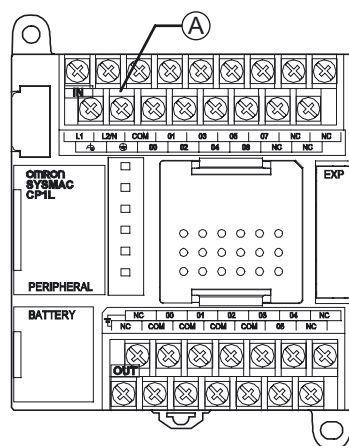 A
IN
L1 L2/N COM 01 03 05 07 NC NC
00 02 04 06 NC NC
OMRON
SYSMAC
CP1L
EXP
PERIPHERAL
BATTERY
NC 00 01 02 03 04 NC
NC COM COM COM COM 05 NC
OUT